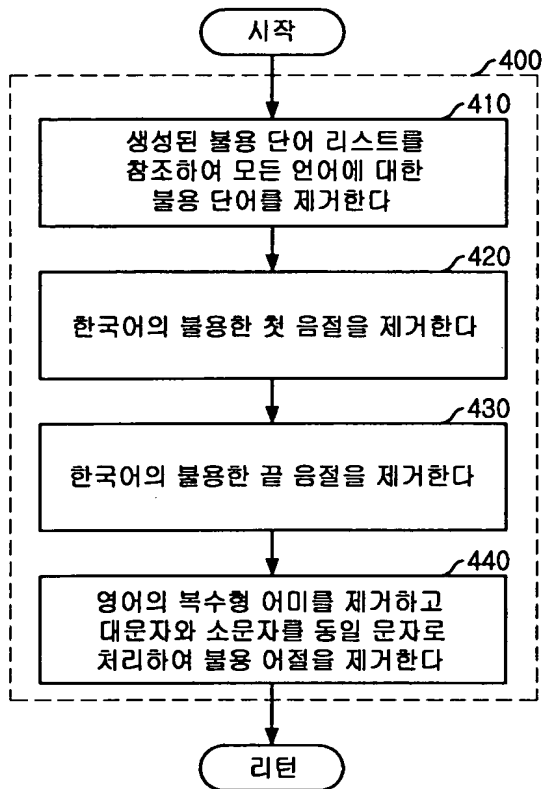 시작
400
410
생성된 불용 단어 리스트를
참조하여 모든 언어에 대한
불용 단어를 제거한다
420
한국어의 불용한 첫 음절을 제거한다
430
한국어의 불용한 끝 음절을 제거한다
440
영어의 복수형 어미를 제거하고
대문자와 소문자를 동일 문자로
처리하여 불용 어절을 제거한다
리턴